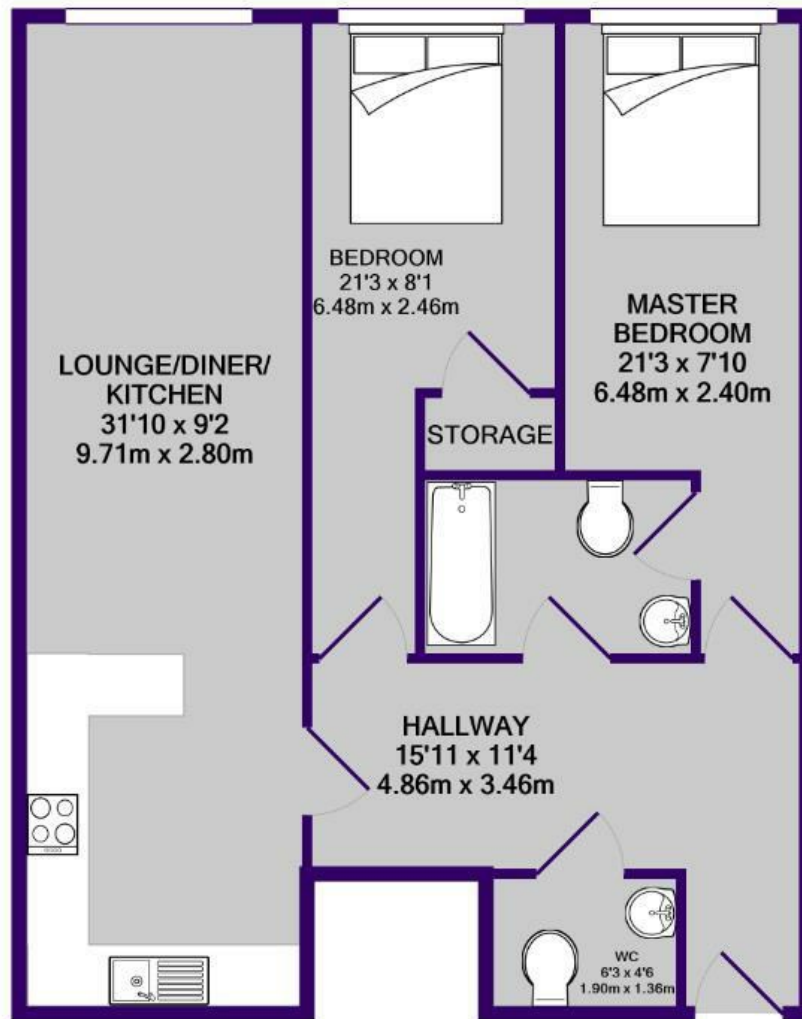 BEDROOM
21'3 x 8'1
6.48m x 2.46m
MASTER
BEDROOM
21'3 x 7'10
6.48m x 2.40m
LOUNGE/DINER/
KITCHEN
31'10 x 9'2
9.71m x 2.80m
STORAGE
HALLWAY
15'11 x 11'4
4.86m x 3.46m
WC
6'3 x 4'6
1.90m x 1.36m